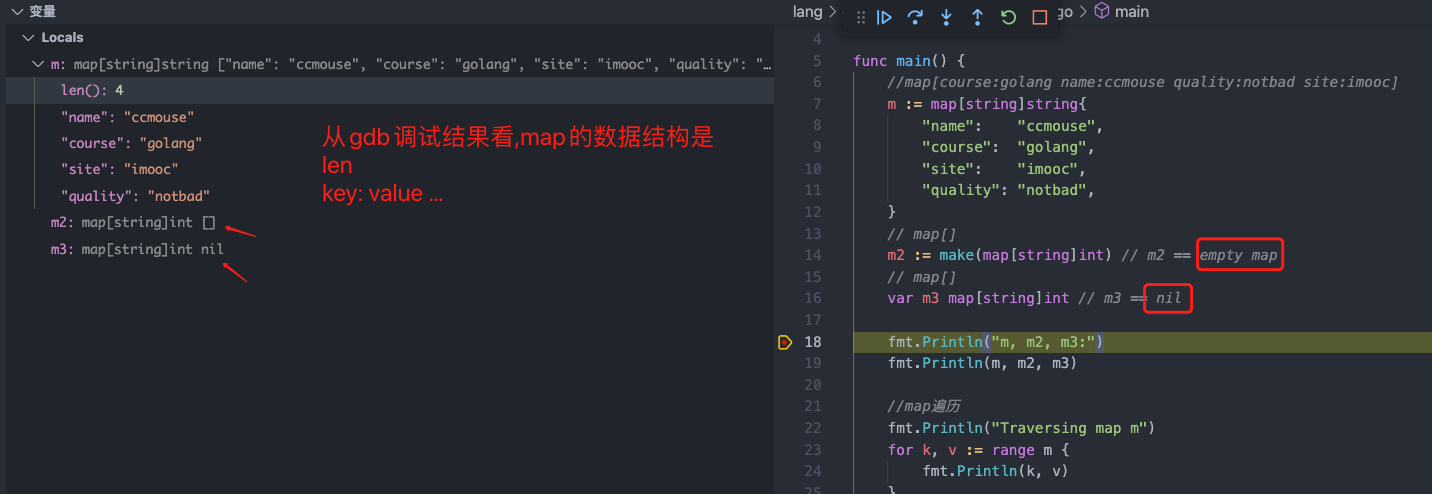 变量
Locals
m: map[string]string ["name": "ccmouse", "course": "golang", "site": "imooc", "quality": "…
len(): 4
"name": "ccmouse"
"course": "golang"
"site": "imooc"
"quality": "notbad"
m2: map[string]int []
m3: map[string]int nil
从gdb调试结果看,map的数据结构是
len
key: value ...
lang > go > main
4
5 func main() {
6 //map[course:golang name:ccmouse quality:notbad site:imooc]
7 m := map[string]string{
8 "name": "ccmouse",
9 "course": "golang",
10 "site": "imooc",
11 "quality": "notbad",
12 }
13 // map[]
14 m2 := make(map[string]int) // m2 == empty map
15 // map[]
16 var m3 map[string]int // m3 == nil
17
18 fmt.Println("m, m2, m3:")
19 fmt.Println(m, m2, m3)
20
21 //map遍历
22 fmt.Println("Traversing map m")
23 for k, v := range m {
24 fmt.Println(k, v)
25 }